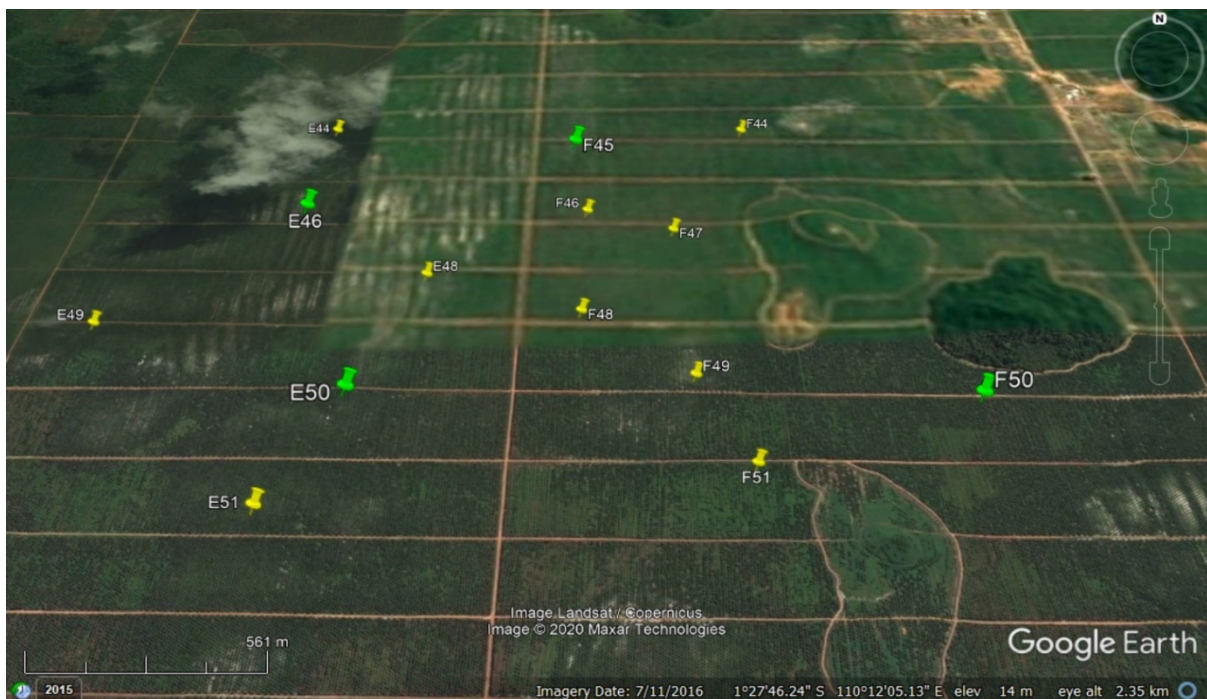 N
E44
F44
F45
E46
F46
F47
E48
F48
E49
F49
E50
F50
F51
E51
Image Landsat / Copernicus
Image © 2020 Maxar Technologies
561 m
Google Earth
2015
Imagery Date: 7/11/2016 1°27'46.24" S 110°12'05.13" E elev 14 m eye alt 2.35 km